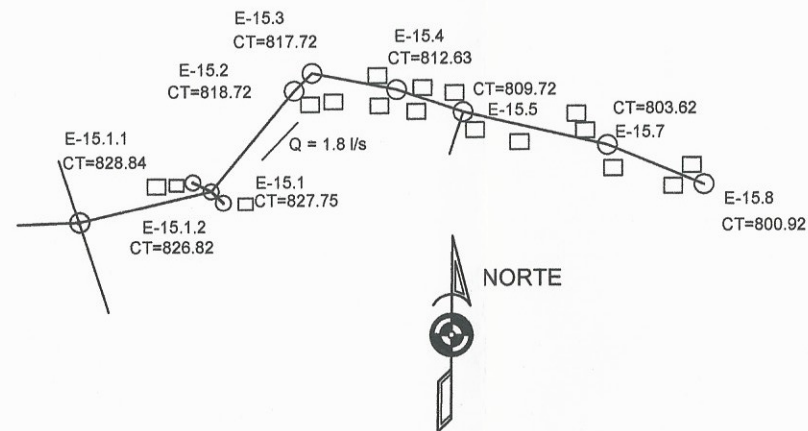 E-15.3
CT=817.72
E-15.4
CT=812.63
E-15.2
CT=818.72
CT=809.72
E-15.5
CT=803.62
E-15.7
Q = 1.8 l/s
E-15.1.1
CT=828.84
E-15.1
CT=827.75
E-15.1.2
CT=826.82
E-15.8
CT=800.92
NORTE